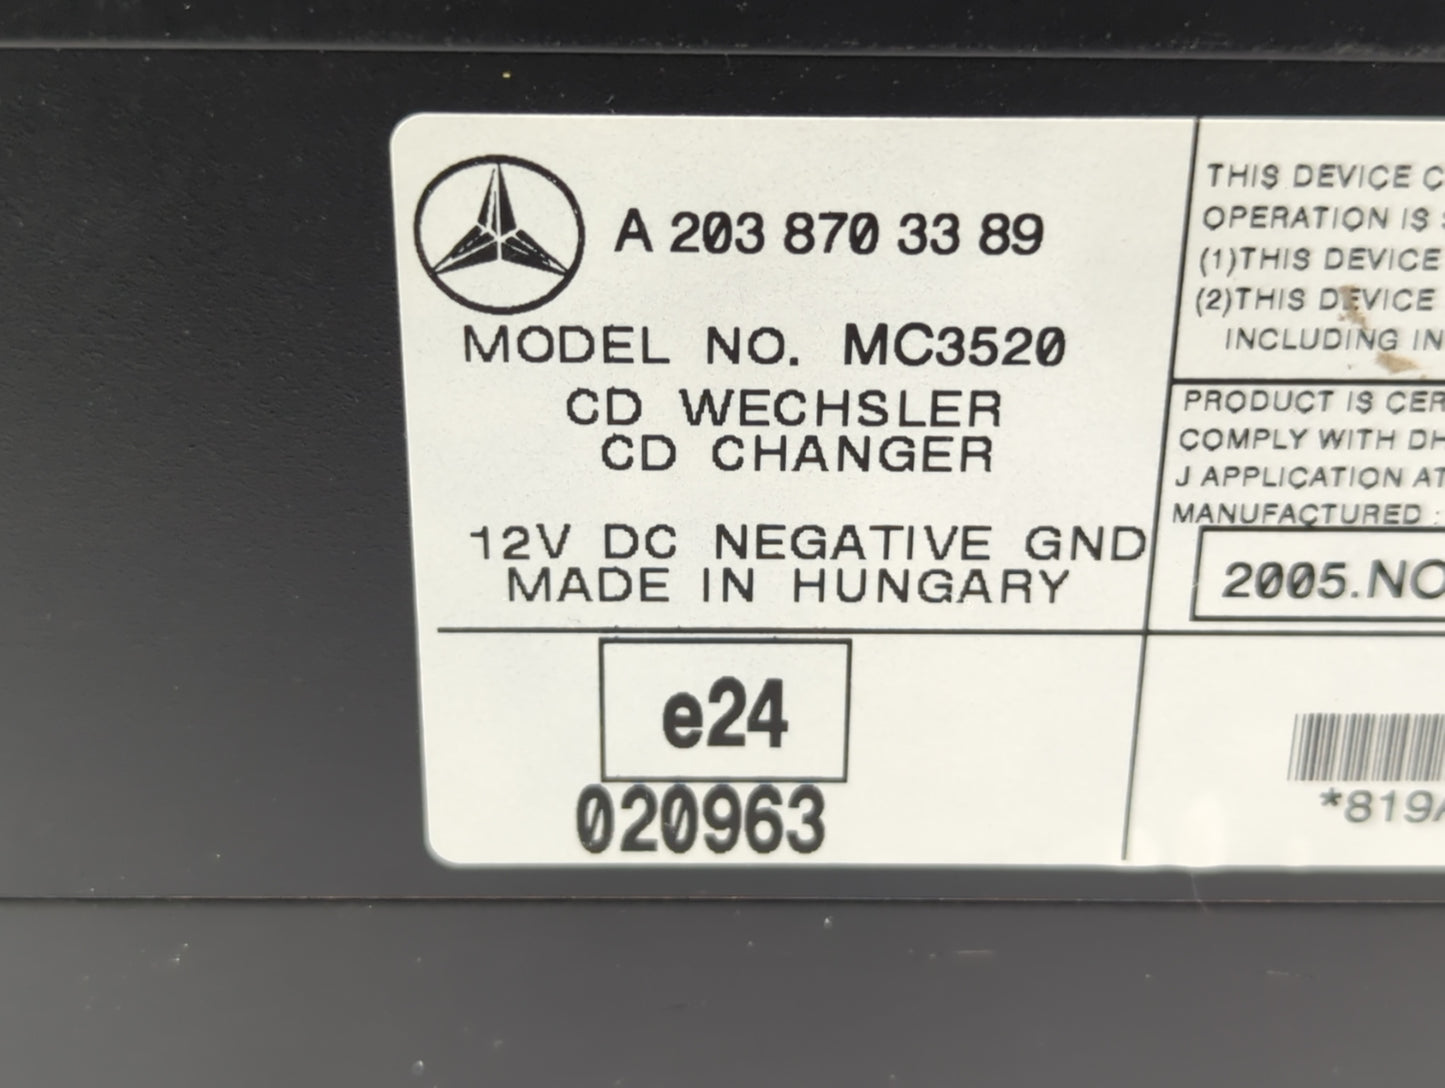 A 203 870 33 89
MODEL NO. MC3520
CD WECHSLER
CD CHANGER
12V DC NEGATIVE GND
MADE IN HUNGARY
e24
020963
THIS DEVICE C
OPERATION IS
(1)THIS DEVICE
(2)THIS DEVICE
INCLUDING IN
PRODUCT IS CER
COMPLY WITH DH
J APPLICATION AT
MANUFACTURED :
2005.NO
*819A